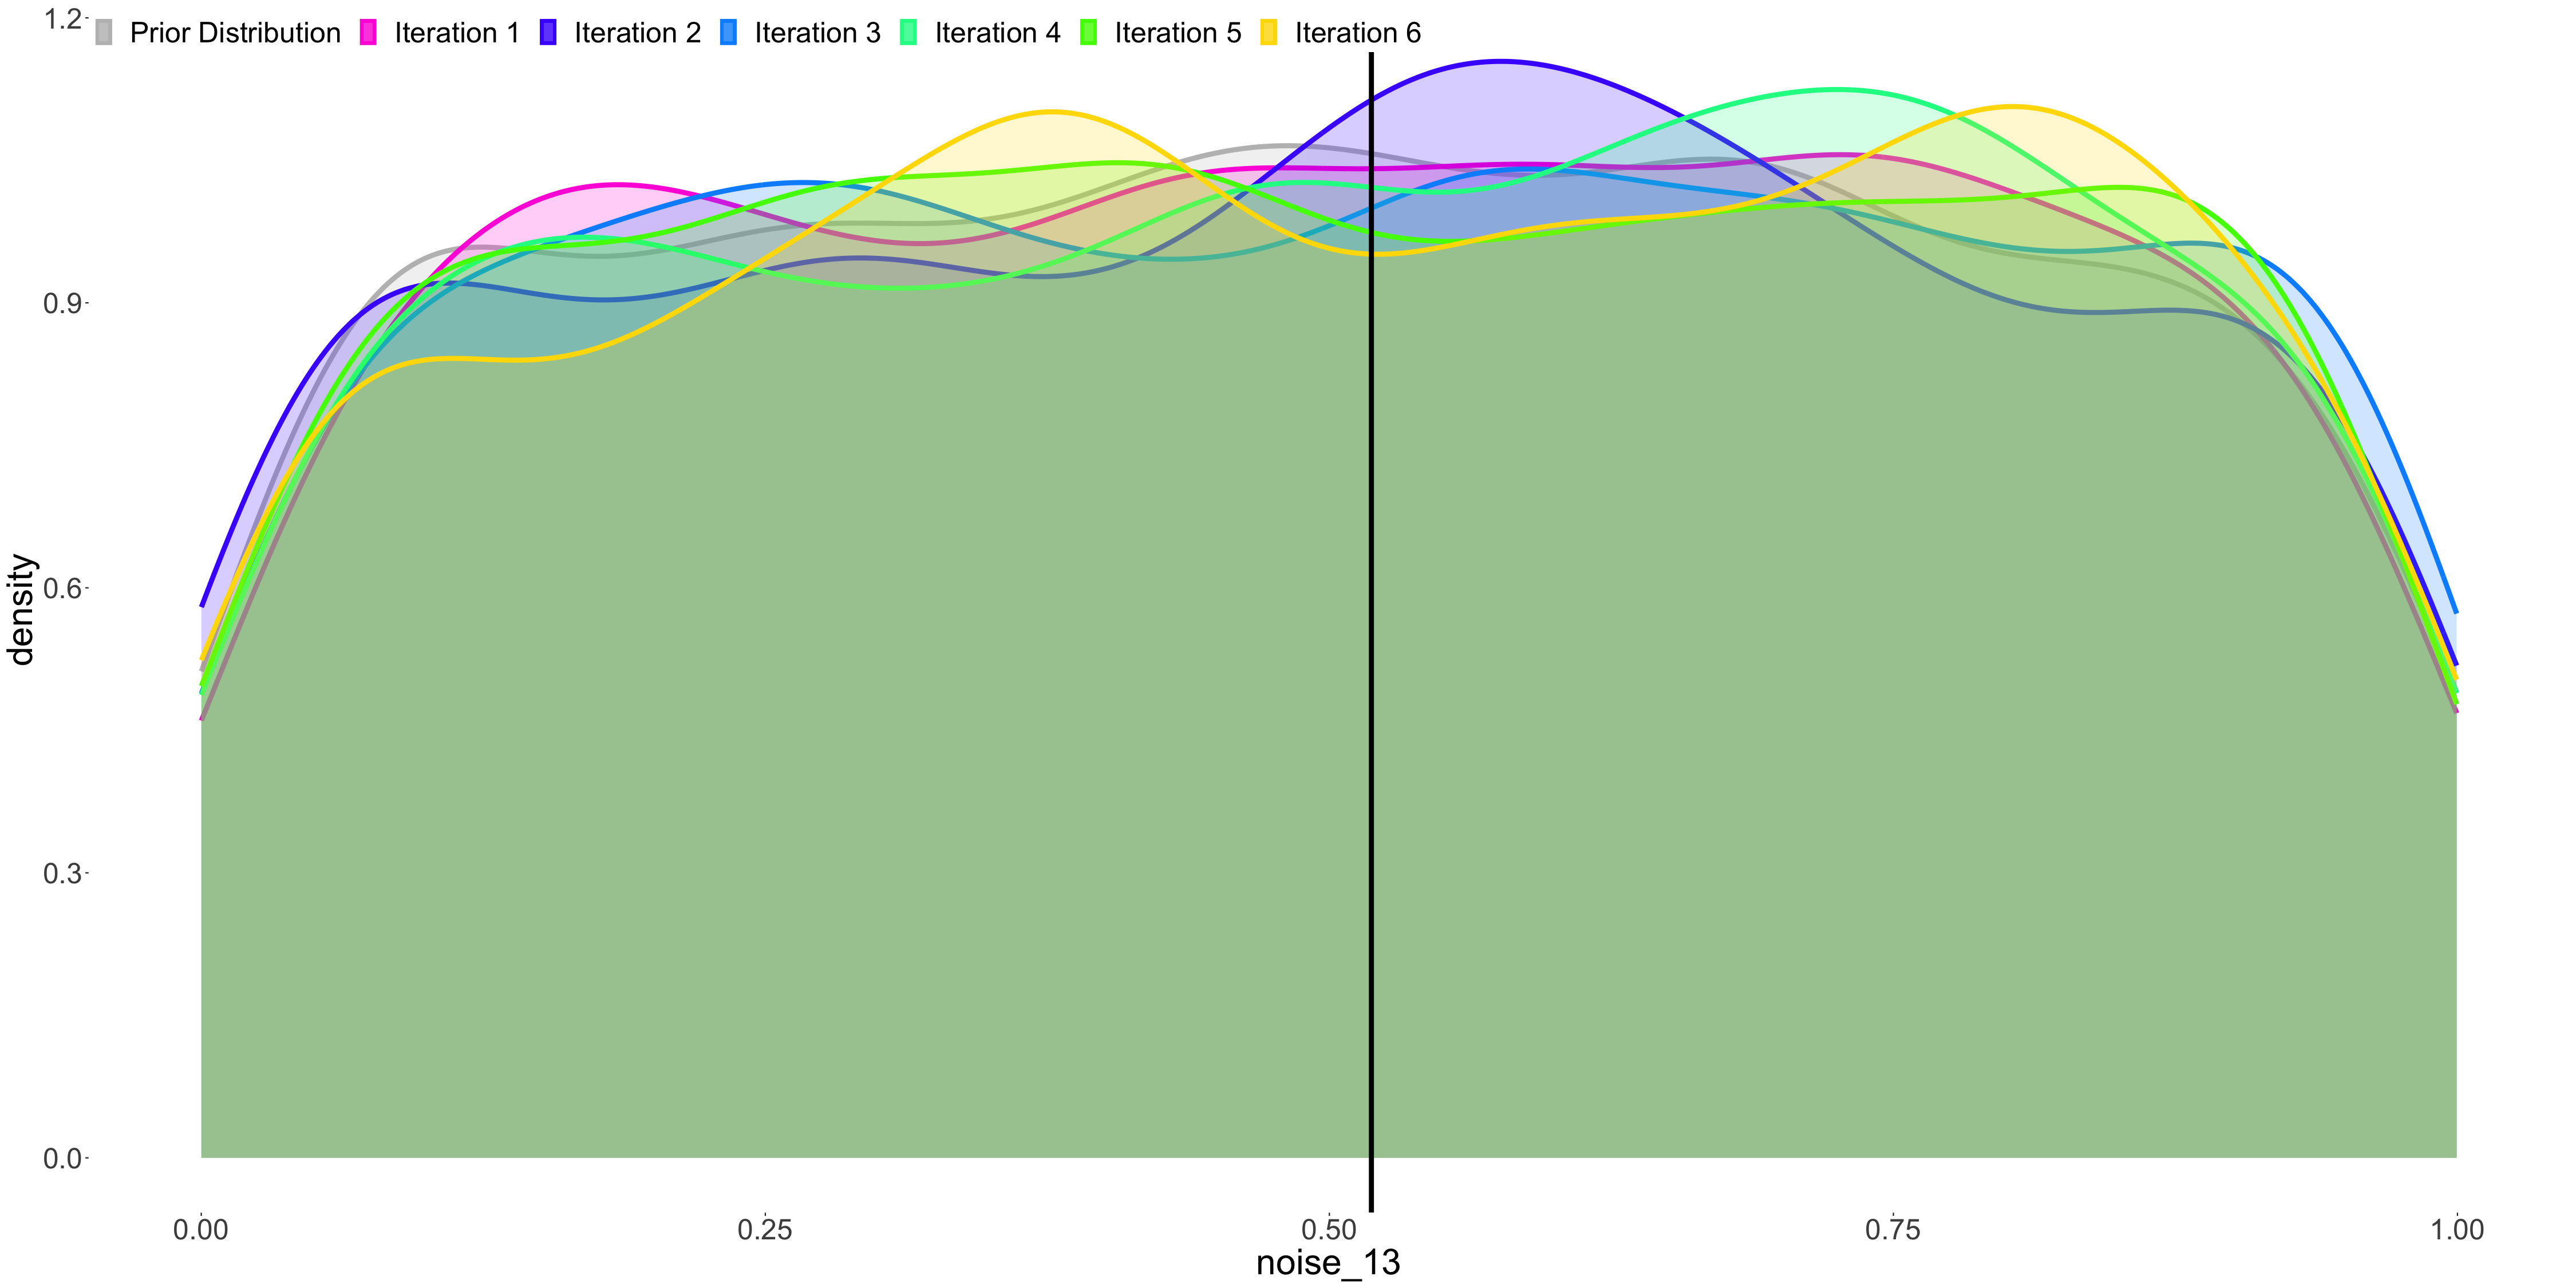 Prior Distribution Iteration 1 Iteration 2 Iteration 3 Iteration 4 Iteration 5 Iteration 6
1.2
0.9
0.6
0.3
0.0
density
0.00 0.25 0.50 0.75 1.00
noise_13